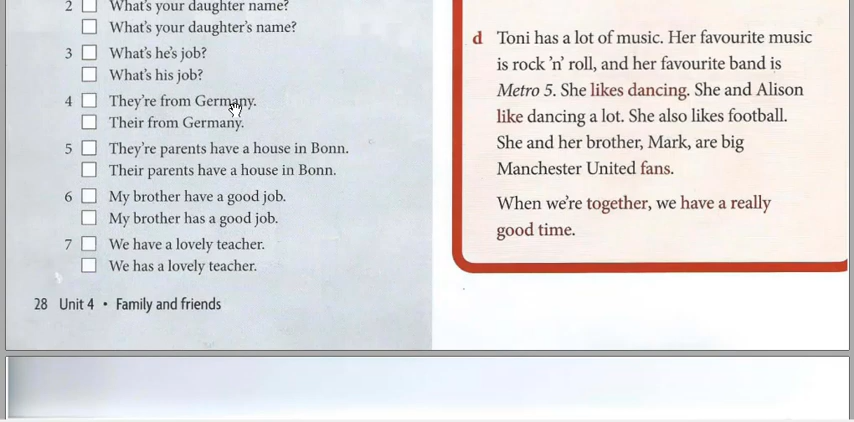 2 What's your daughter name?
What's your daughter's name?
3 What's he's job?
What's his job?
4 They're from Germany.
Their from Germany.
5 They're parents have a house in Bonn.
Their parents have a house in Bonn.
6 My brother have a good job.
My brother has a good job.
7 We have a lovely teacher.
We has a lovely teacher.
28 Unit 4 • Family and friends
d Toni has a lot of music. Her favourite music
is rock 'n' roll, and her favourite band is
Metro 5. She likes dancing. She and Alison
like dancing a lot. She also likes football.
She and her brother, Mark, are big
Manchester United fans.
When we're together, we have a really
good time.